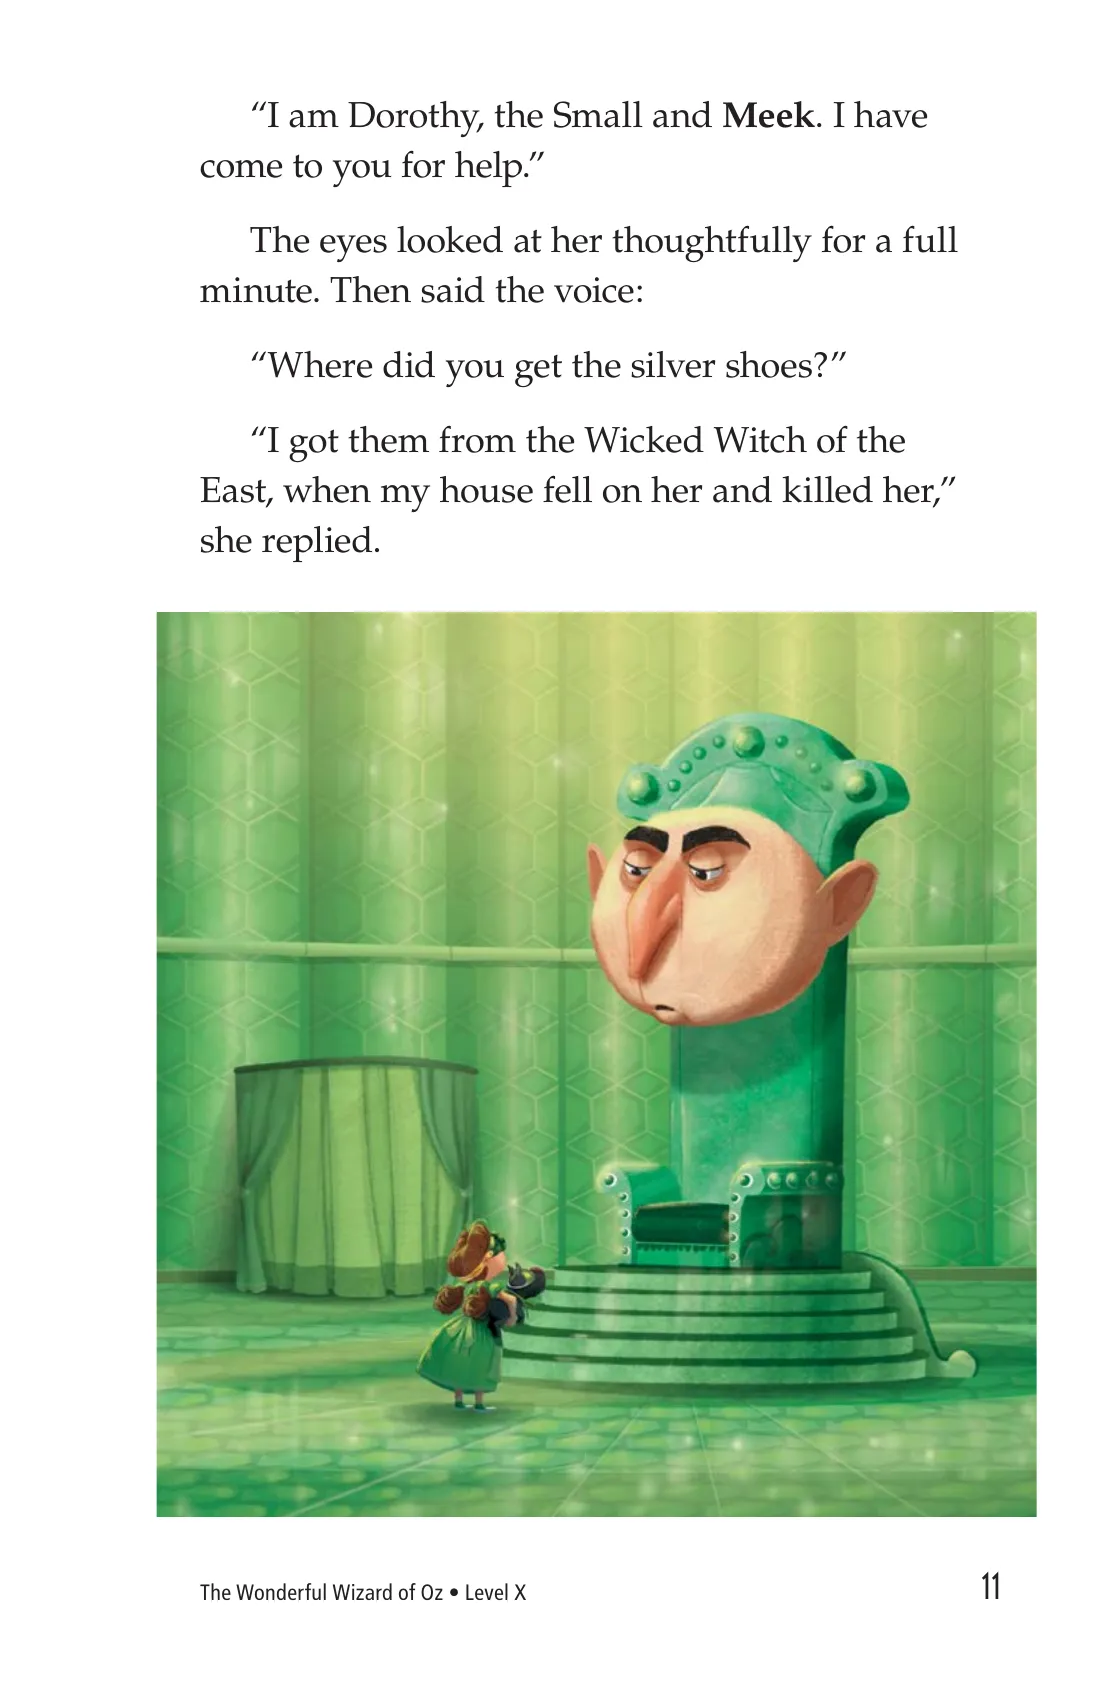 “I am Dorothy, the Small and Meek. I have
come to you for help.”
The eyes looked at her thoughtfully for a full
minute. Then said the voice:
“Where did you get the silver shoes?”
“I got them from the Wicked Witch of the
East, when my house fell on her and killed her,”
she replied.
The Wonderful Wizard of Oz • Level X
11